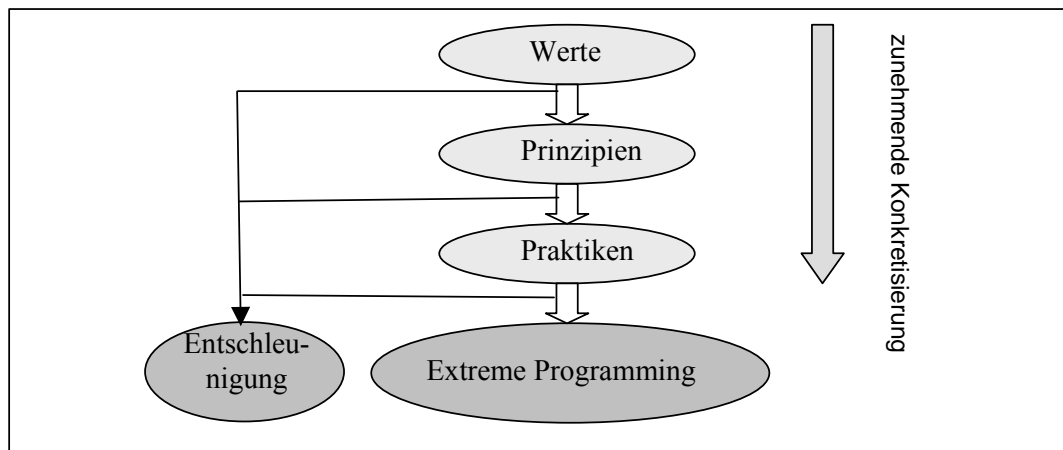 Werte
Prinzipien
Praktiken
Entschleu-
nigung
Extreme Programming
zunehmende Konkretisierung